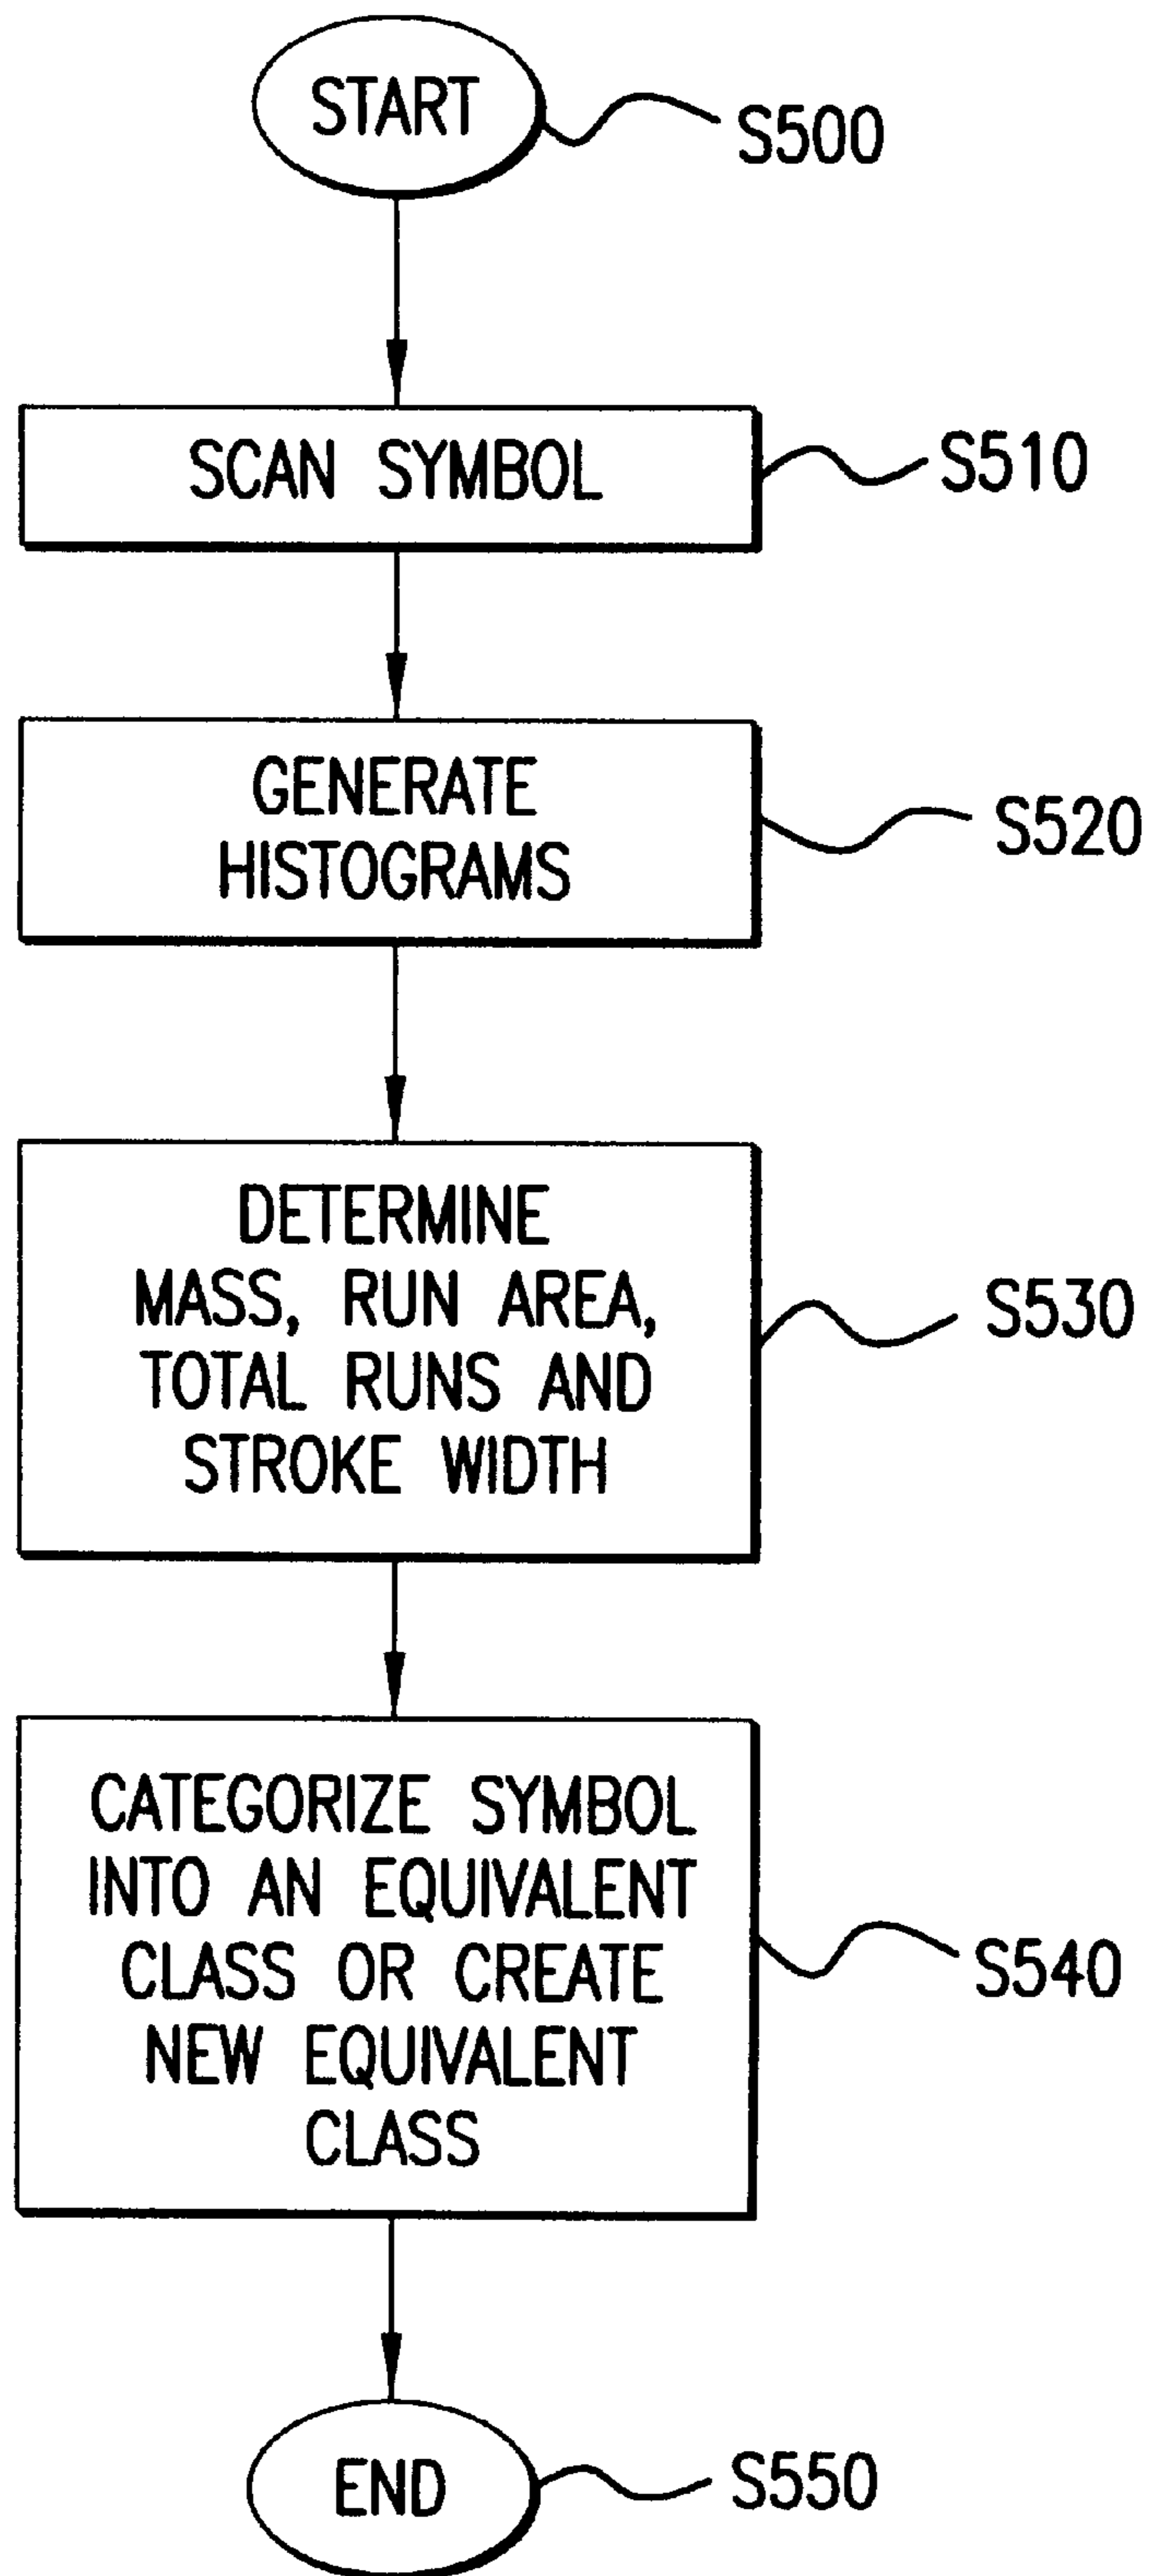 START
S500
SCAN SYMBOL
S510
GENERATE
HISTOGRAMS
S520
DETERMINE
MASS, RUN AREA,
TOTAL RUNS AND
STROKE WIDTH
S530
CATEGORIZE SYMBOL
INTO AN EQUIVALENT
CLASS OR CREATE
NEW EQUIVALENT
CLASS
S540
END
S550